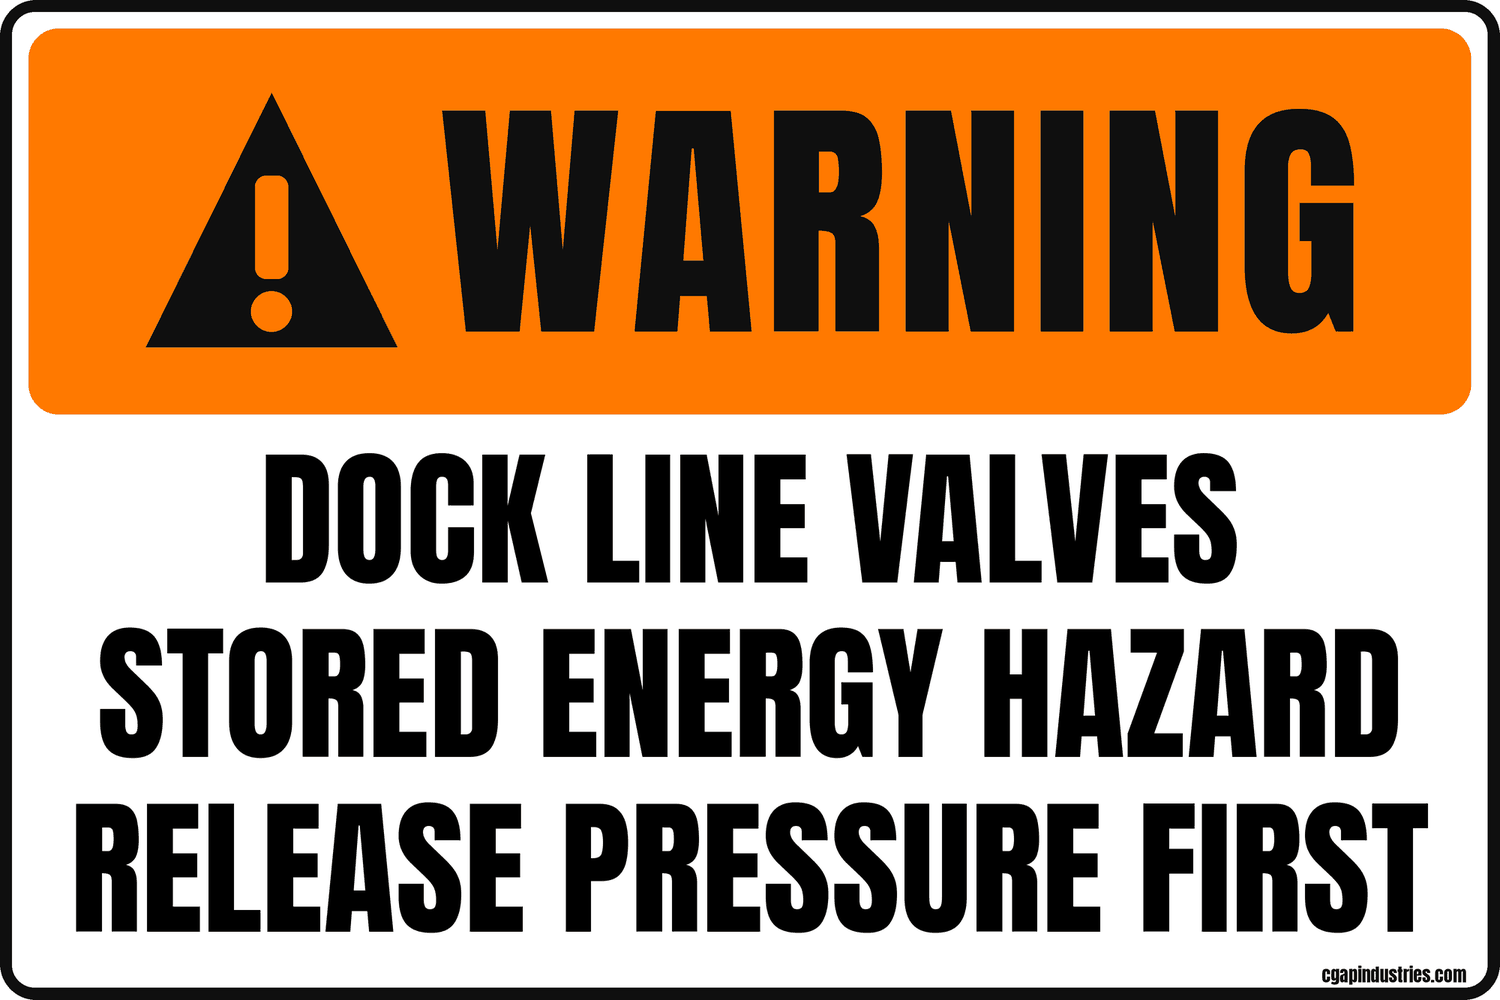 WARNING
DOCK LINE VALVES
STORED ENERGY HAZARD
RELEASE PRESSURE FIRST
cgapindustries.com